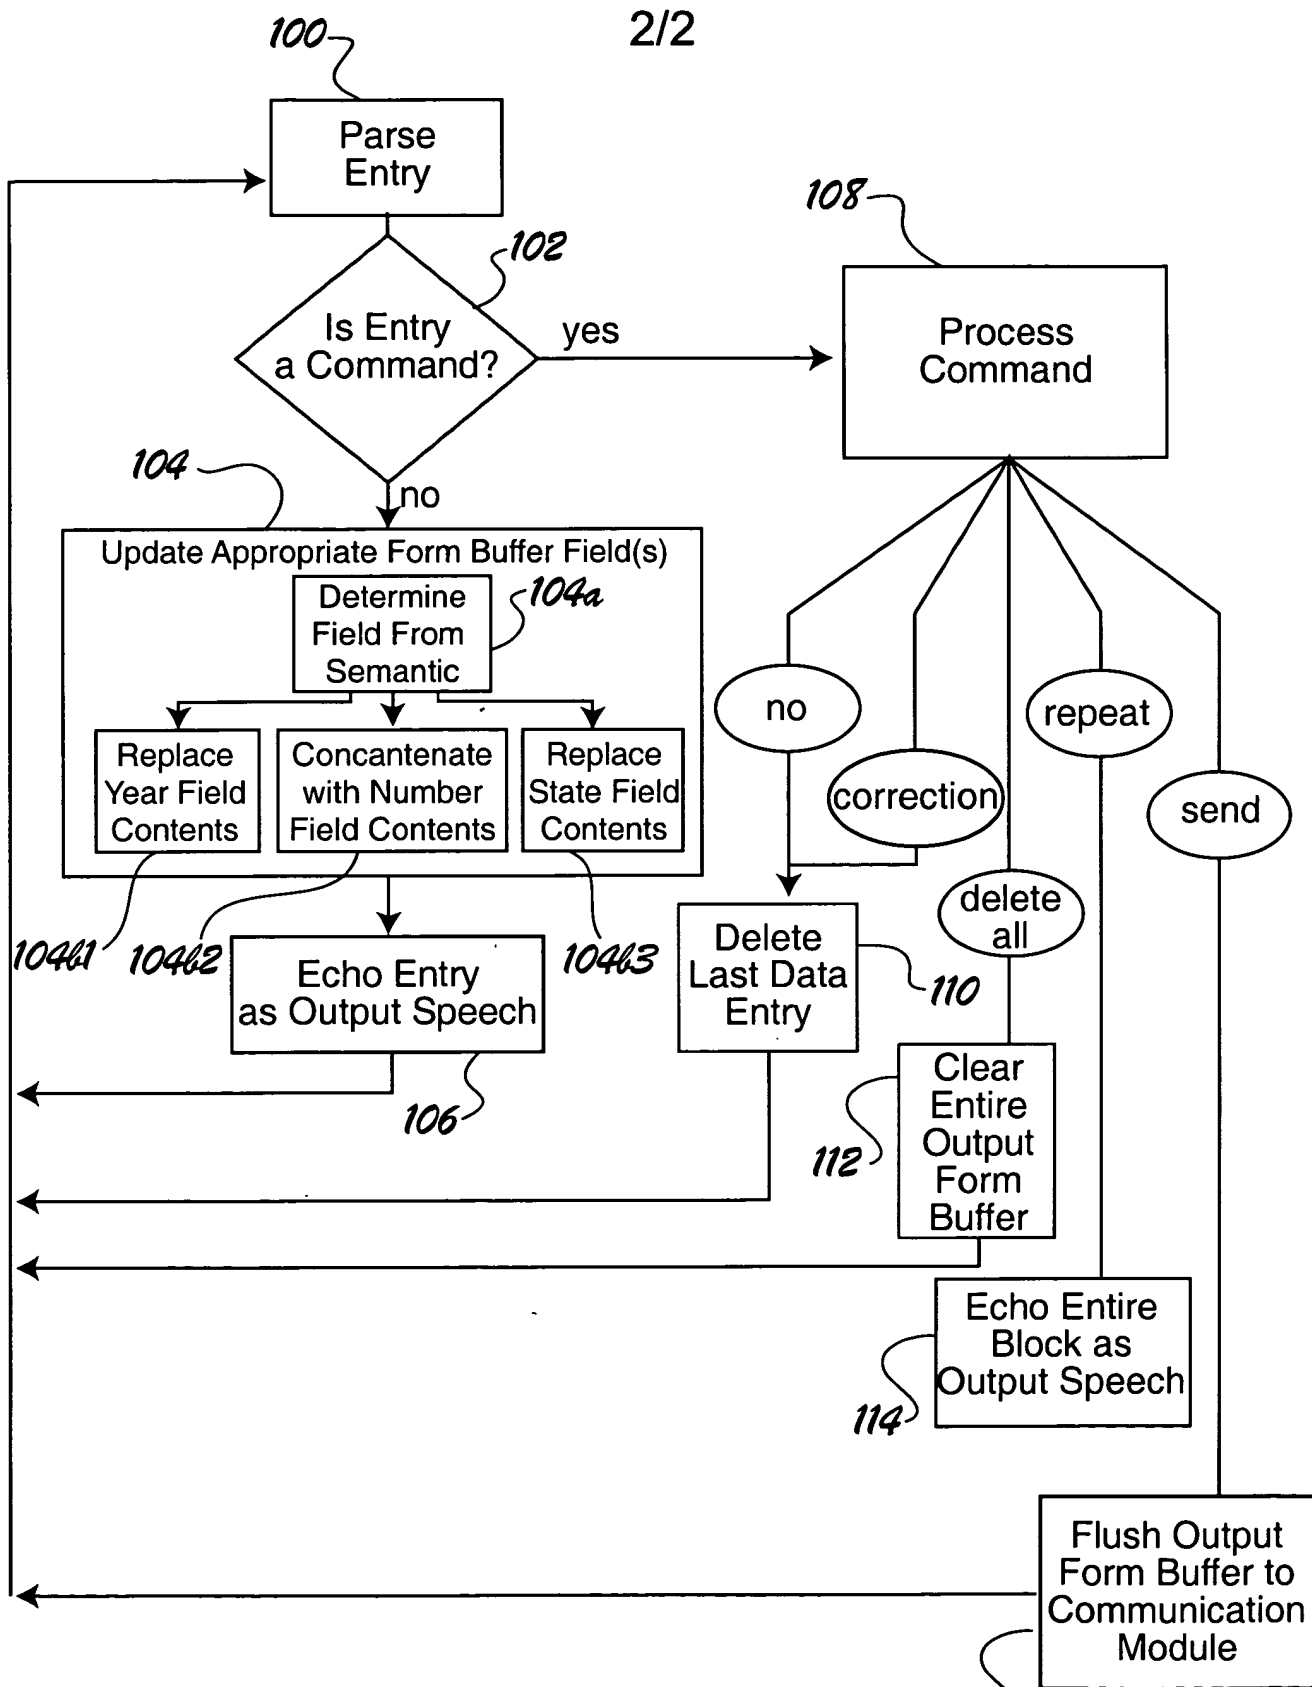 2/2
100
Parse
Entry
102
Is Entry
a Command?
yes
no
108
Process
Command
104
Update Appropriate Form Buffer Field(s)
Determine
Field From
Semantic
104a
Replace
Year Field
Contents
Concantenate
with Number
Field Contents
Replace
State Field
Contents
104b1
104b2
104b3
Echo Entry
as Output Speech
106
no
correction
delete
all
repeat
send
Delete
Last Data
Entry
110
Clear
Entire
Output
Form
Buffer
112
Echo Entire
Block as
Output Speech
114
Flush Output
Form Buffer to
Communication
Module